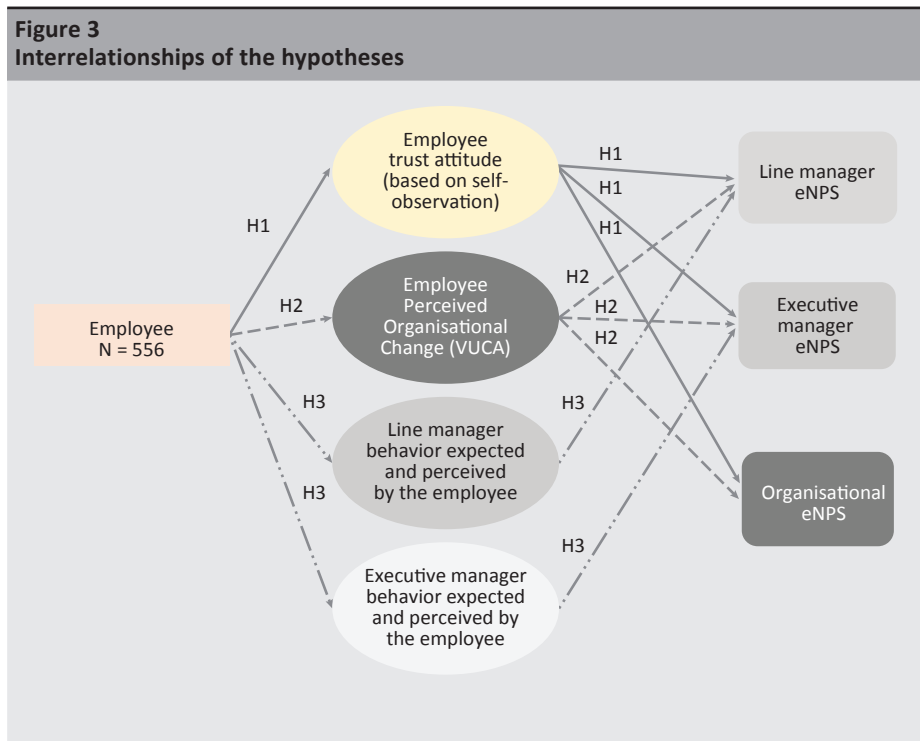 Figure 3
Interrelationships of the hypotheses
Employee
trust attitude
(based on self-
observation)
H1
H1
H1
H1
Line manager
eNPS
Employee
N = 556
H2
Employee
Perceived
Organisational
Change (VUCA)
H2
H2
H2
Executive
manager
eNPS
H3
Line manager
behavior expected
and perceived
by the employee
H3
H3
Organisational
eNPS
Executive manager
behavior expected
and perceived by
the employee
H3